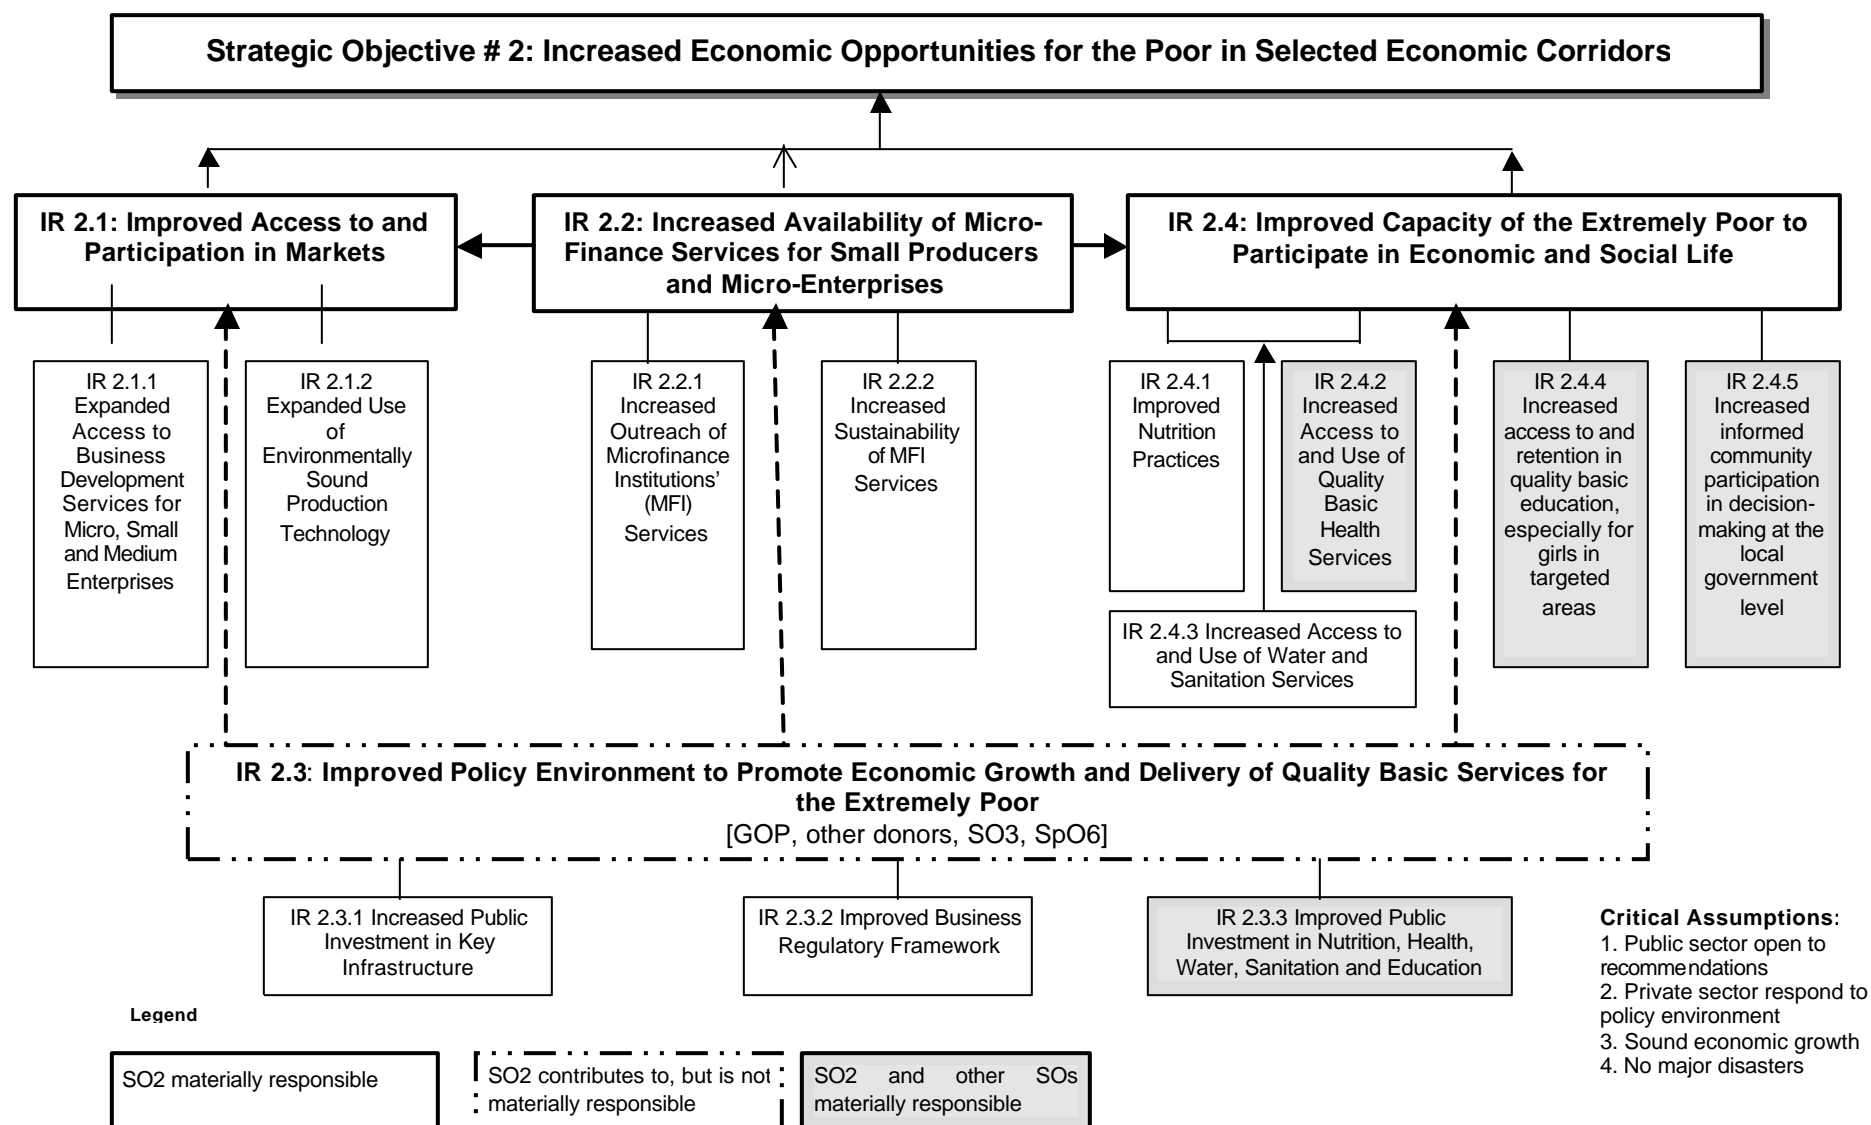 Strategic Objective # 2: Increased Economic Opportunities for the Poor in Selected Economic Corridors
IR 2.1: Improved Access to and
Participation in Markets
IR 2.2: Increased Availability of Micro-
Finance Services for Small Producers
and Micro-Enterprises
IR 2.4: Improved Capacity of the Extremely Poor to
Participate in Economic and Social Life
IR 2.1.1
Expanded
Access to
Business
Development
Services for
Micro, Small
and Medium
Enterprises
IR 2.1.2
Expanded Use
of
Environmentally
Sound
Production
Technology
IR 2.2.1
Increased
Outreach of
Microfinance
Institutions’
(MFI)
Services
IR 2.2.2
Increased
Sustainability
of MFI
Services
IR 2.4.1
Improved
Nutrition
Practices
IR 2.4.2
Increased
Access to
and Use of
Quality
Basic
Health
Services
IR 2.4.4
Increased
access to and
retention in
quality basic
education,
especially for
girls in
targeted
areas
IR 2.4.5
Increased
informed
community
participation
in decision-
making at the
local
government
level
IR 2.4.3 Increased Access to
and Use of Water and
Sanitation Services
IR 2.3: Improved Policy Environment to Promote Economic Growth and Delivery of Quality Basic Services for
the Extremely Poor
[GOP, other donors, SO3, SpO6]
IR 2.3.1 Increased Public
Investment in Key
Infrastructure
IR 2.3.2 Improved Business
Regulatory Framework
IR 2.3.3 Improved Public
Investment in Nutrition, Health,
Water, Sanitation and Education
Critical Assumptions:
1. Public sector open to
recommendations
2. Private sector respond to
policy environment
3. Sound economic growth
4. No major disasters
Legend
SO2 materially responsible
SO2 contributes to, but is not
materially responsible
SO2 and other SOs
materially responsible